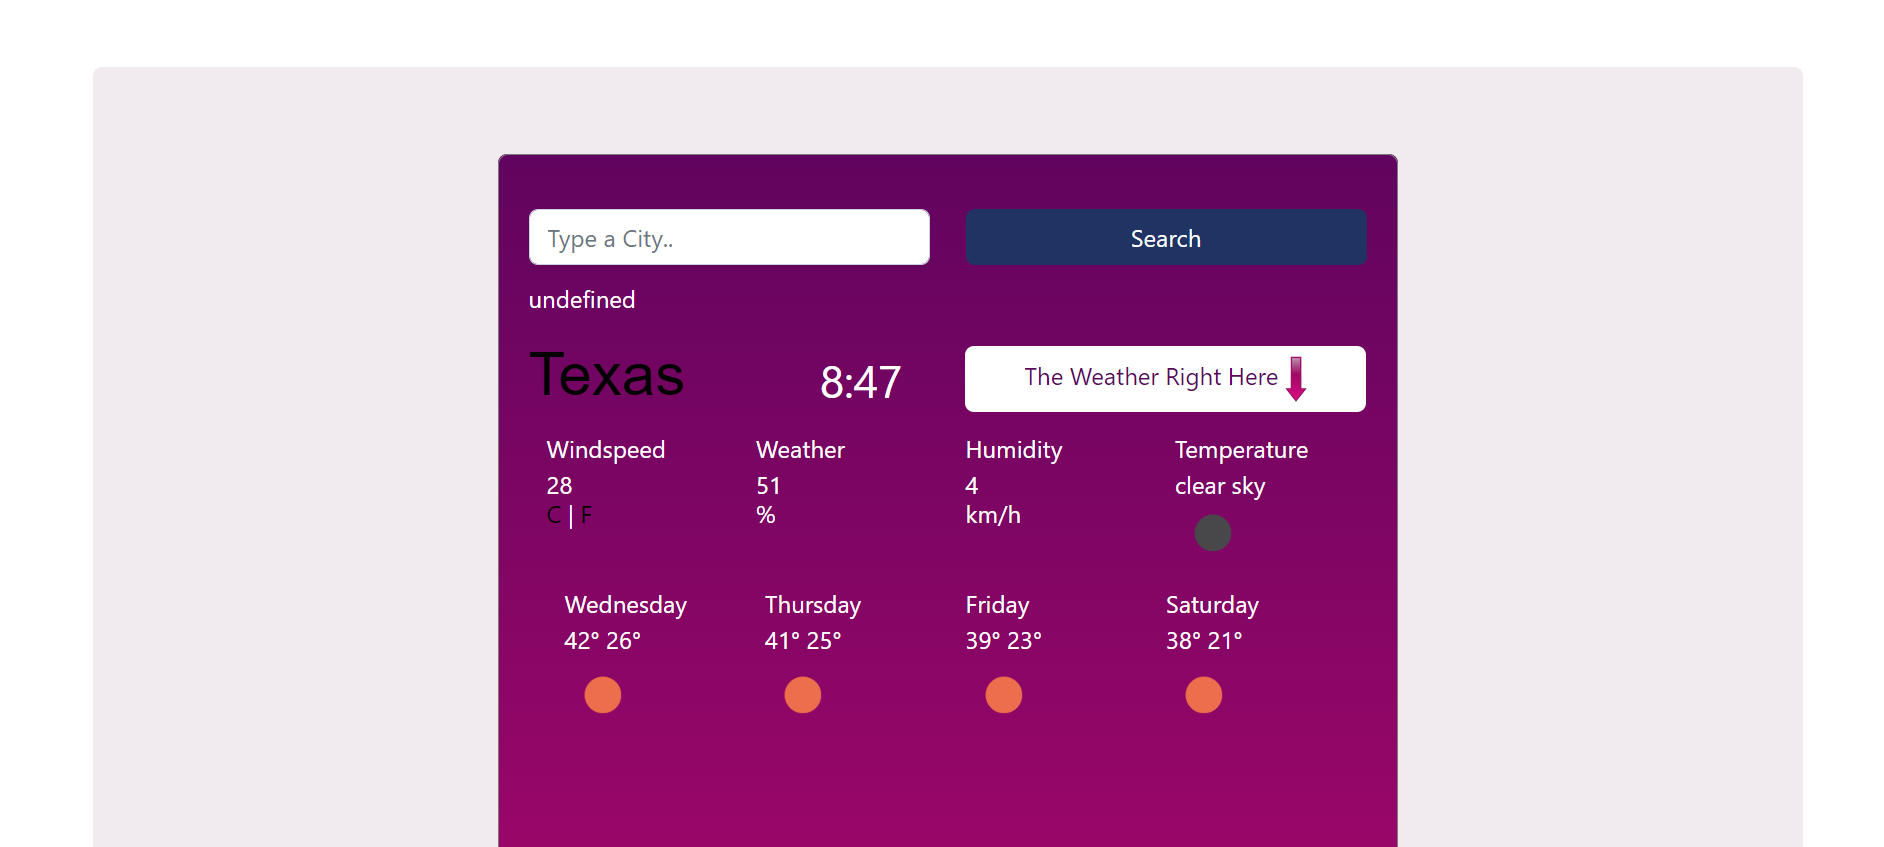 Type a City..
Search
undefined
Texas
8:47
The Weather Right Here
Windspeed
Weather
Humidity
Temperature
28
51
4
clear sky
C | F
%
km/h
Wednesday
Thursday
Friday
Saturday
42° 26°
41° 25°
39° 23°
38° 21°